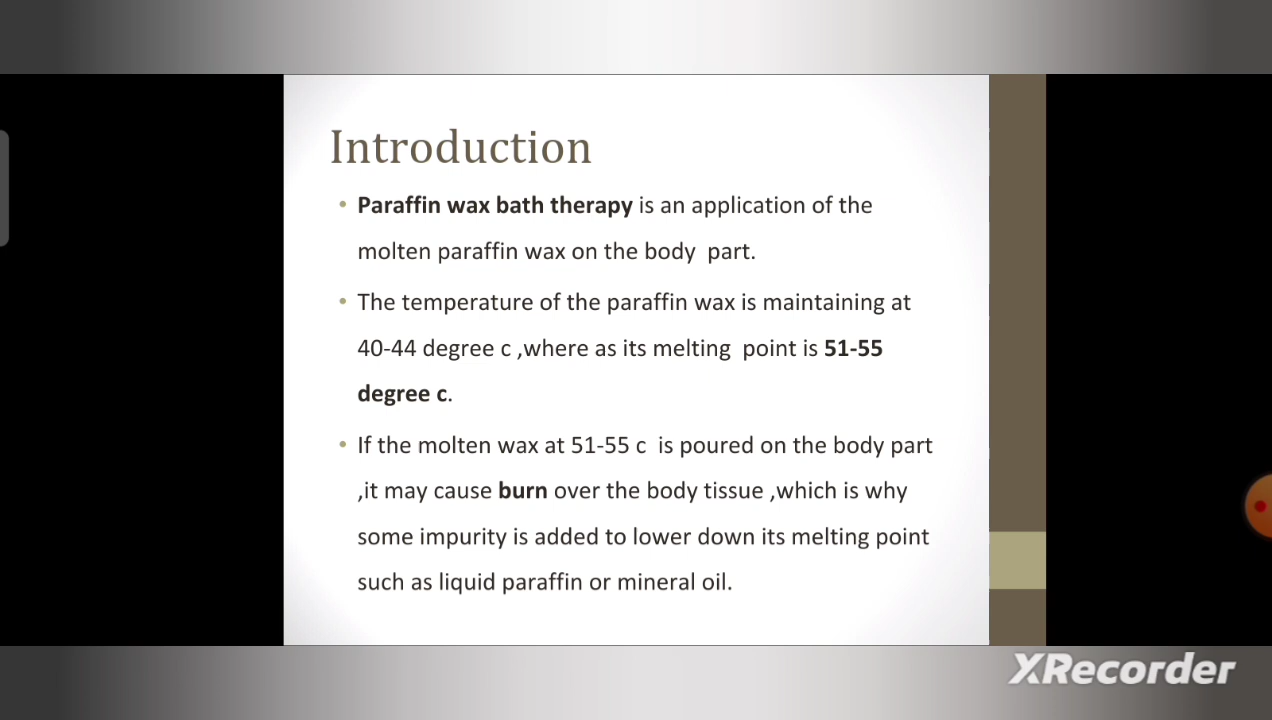 Introduction
• Paraffin wax bath therapy is an application of the
molten paraffin wax on the body  part.
• The temperature of the paraffin wax is maintaining at
40-44 degree c ,where as its melting  point is 51-55
degree c.
• If the molten wax at 51-55 c  is poured on the body part
,it may cause burn over the body tissue ,which is why
some impurity is added to lower down its melting point
such as liquid paraffin or mineral oil.
XRecorder